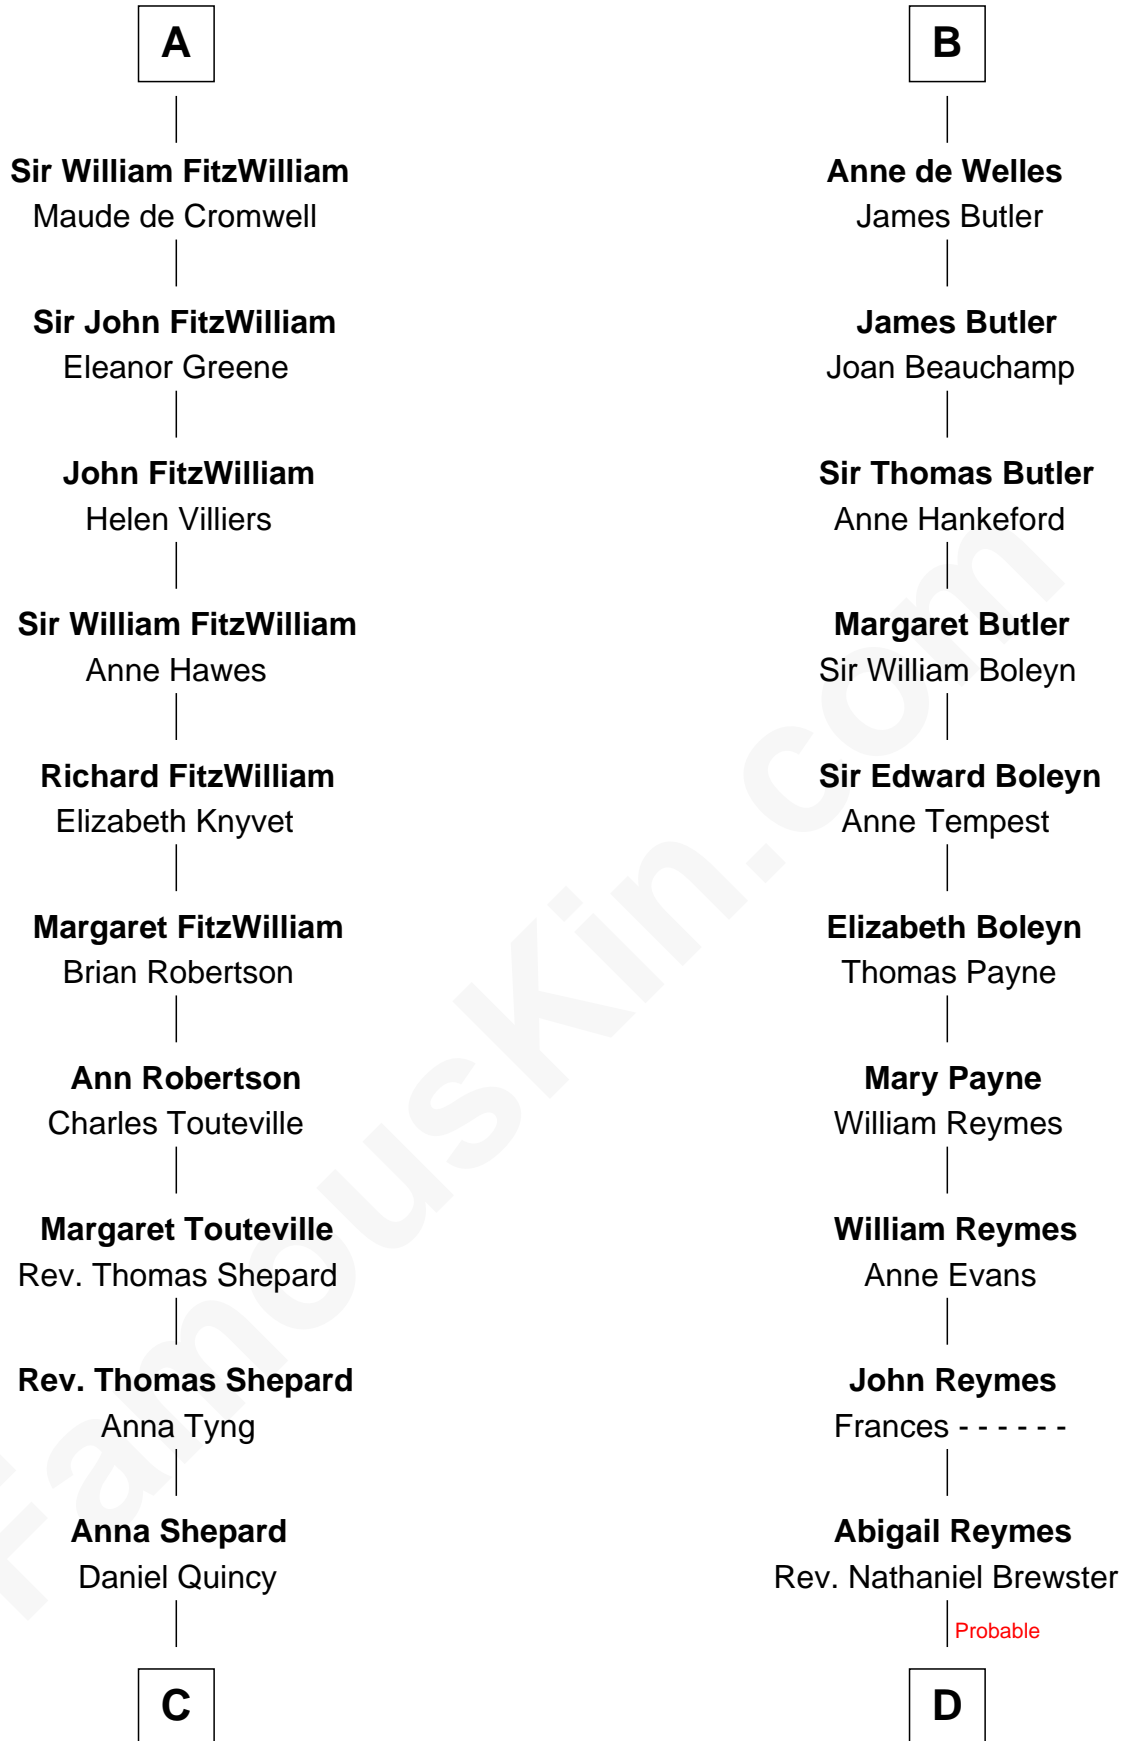 A
Sir William FitzWilliam
Maude de Cromwell
Sir John FitzWilliam
Eleanor Greene
John FitzWilliam
Helen Villiers
Sir William FitzWilliam
Anne Hawes
Richard FitzWilliam
Elizabeth Knyvet
Margaret FitzWilliam
Brian Robertson
Ann Robertson
Charles Touteville
Margaret Touteville
Rev. Thomas Shepard
Rev. Thomas Shepard
Anna Tyng
Anna Shepard
Daniel Quincy
C
B
Anne de Welles
James Butler
James Butler
Joan Beauchamp
Sir Thomas Butler
Anne Hankeford
Margaret Butler
Sir William Boleyn
Sir Edward Boleyn
Anne Tempest
Elizabeth Boleyn
Thomas Payne
Mary Payne
William Reymes
William Reymes
Anne Evans
John Reymes
Frances - - - - - -
Abigail Reymes
Rev. Nathaniel Brewster
Probable
D
FamousKin.com